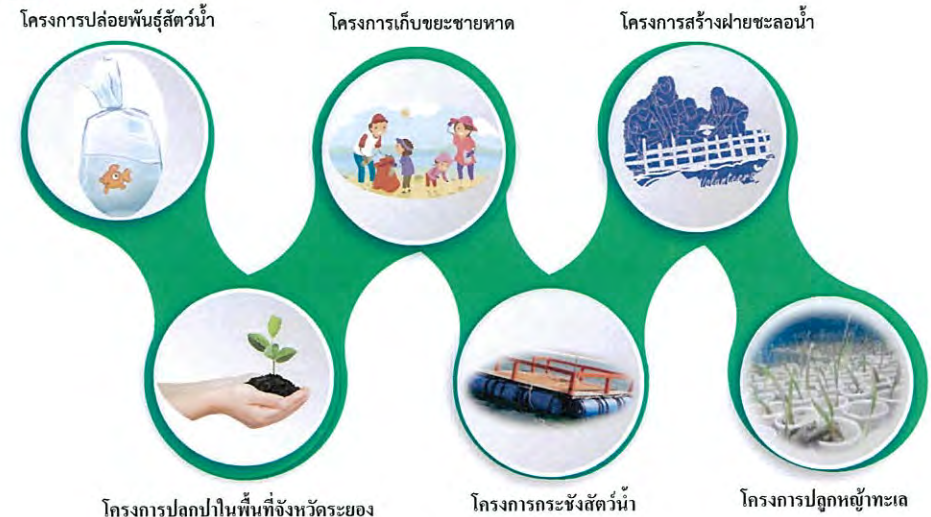 โครงการปล่อยพันธุ์สัตว์น้ำ
โครงการเก็บขยะชายหาด
โครงการสร้างฝายชะลอน้ำ
โครงการปลูกป่าในพื้นที่จังหวัดระยอง
โครงการกระชังสัตว์น้ำ
โครงการปลูกหญ้าทะเล